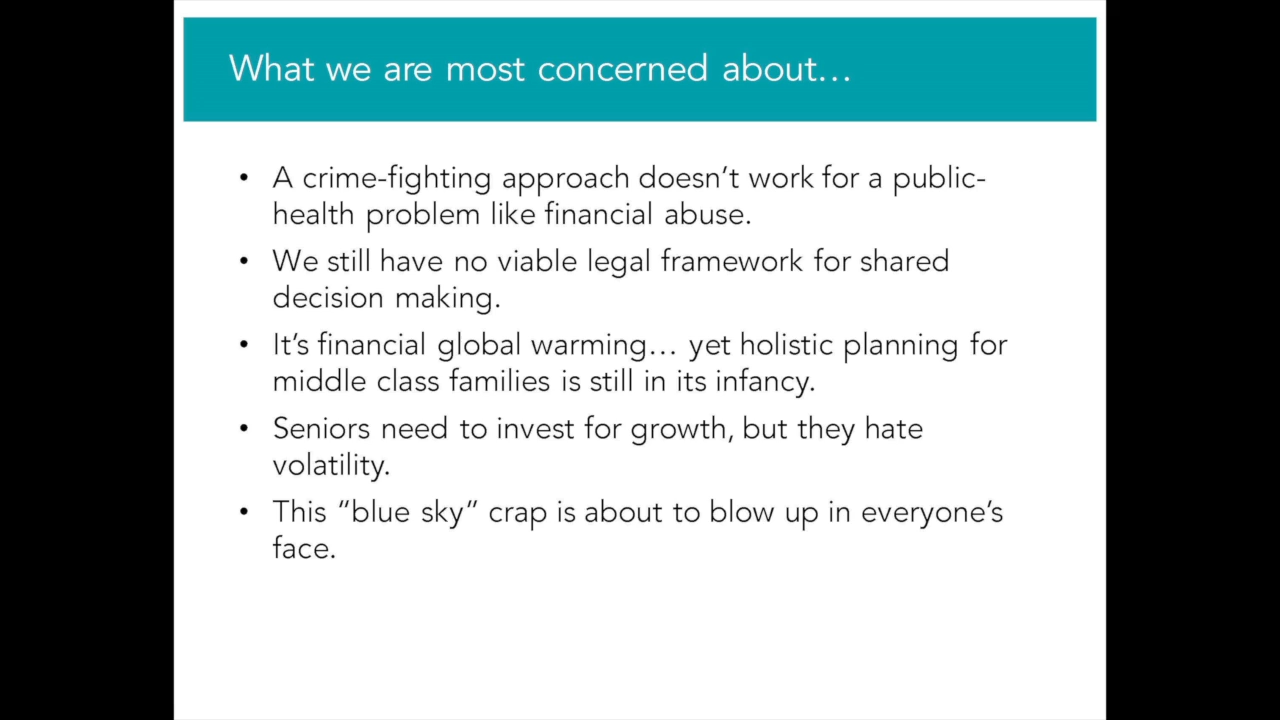 What we are most concerned about…
• A crime-fighting approach doesn’t work for a public-
health problem like financial abuse.
• We still have no viable legal framework for shared
decision making.
• It’s financial global warming… yet holistic planning for
middle class families is still in its infancy.
• Seniors need to invest for growth, but they hate
volatility.
• This “blue sky” crap is about to blow up in everyone’s
face.